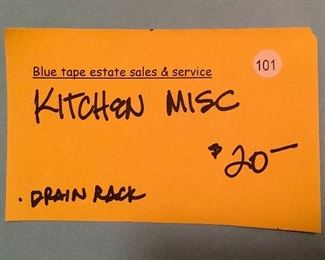 101
Blue tape estate sales & service
KITCHEN MISC
$20—
. DRAIN RACK